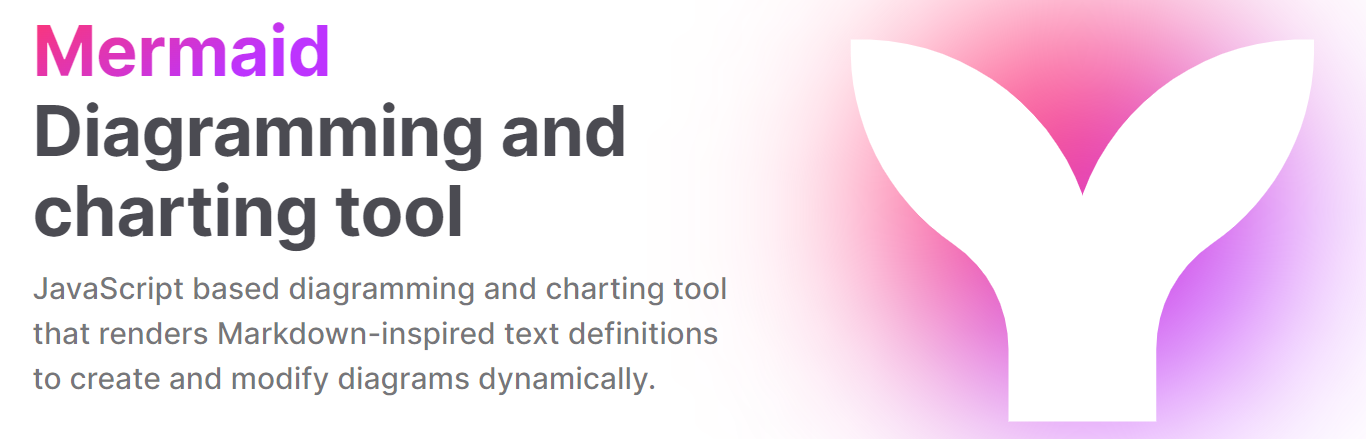 Mermaid
Diagramming and
charting tool
JavaScript based diagramming and charting tool
that renders Markdown-inspired text definitions
to create and modify diagrams dynamically.